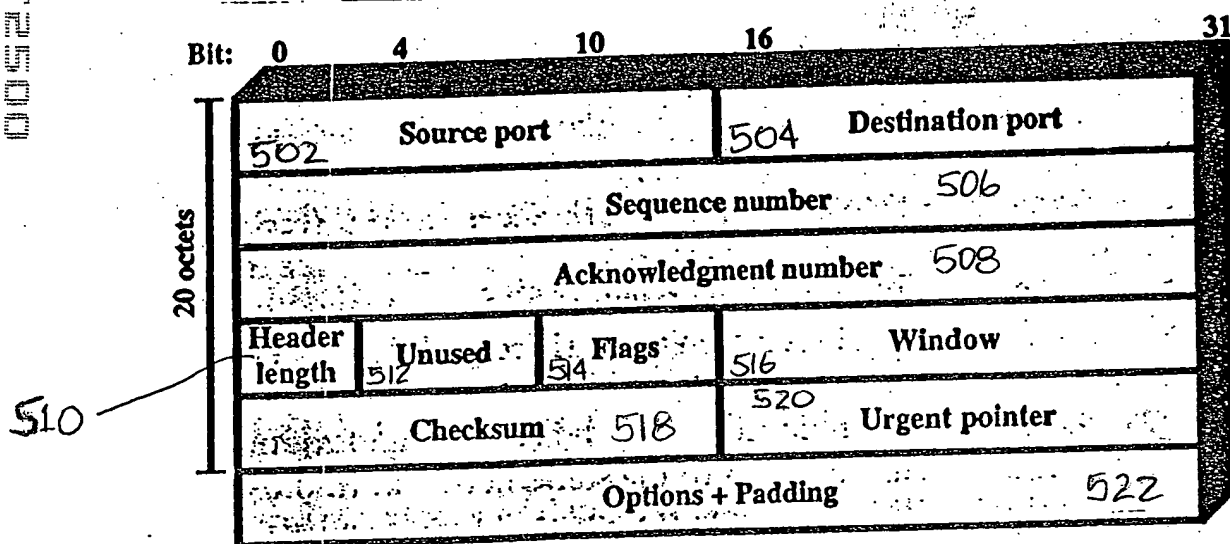 Bit: 0 4 10 16 31
Source port 502
504 Destination port
Sequence number 506
Acknowledgment number 508
Header length
Unused 512
Flags 514
516 Window
510
Checksum 518
520 Urgent pointer
Options + Padding 522
20 octets
2500